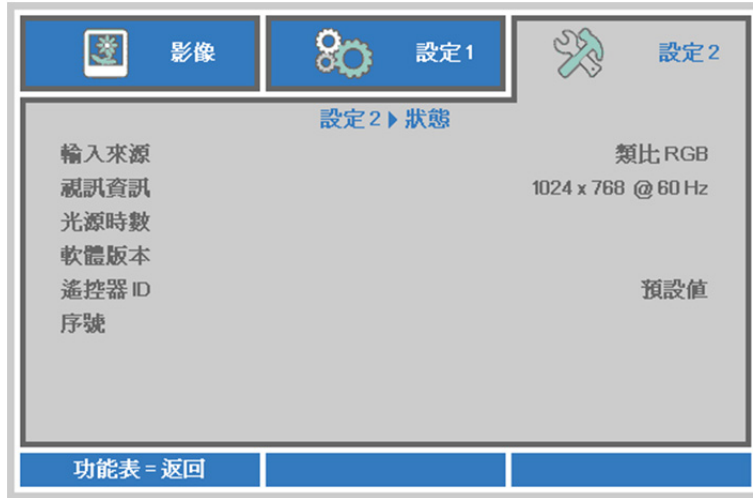 影像 設定1 設定2
設定2 ▶ 狀態
輸入來源 類比 RGB
視訊資訊 1024 x 768 @ 60 Hz
光源時數
軟體版本
遙控器 ID 預設值
序號
功能表 = 返回